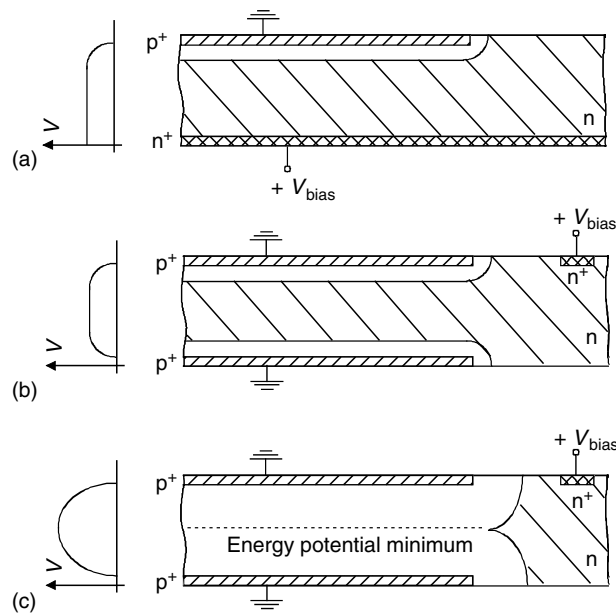 p+
V
n
n+
(a)
+ Vbias
+ Vbias
p+
n+
V
n
p+
(b)
+ Vbias
p+
n+
Energy potential minimum
V
n
p+
(c)